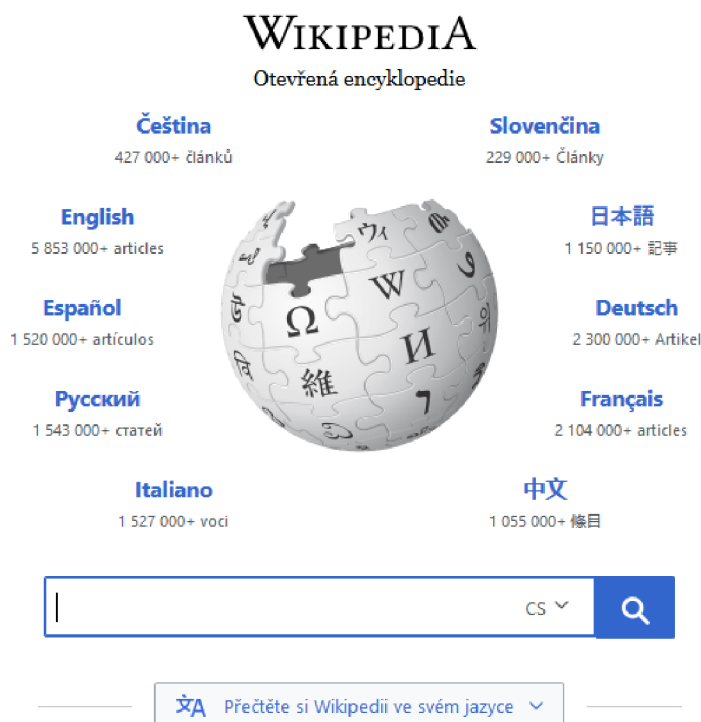 WIKIPEDIA
Otevřená encyklopedie
Čeština
427 000+ článků
Slovenčina
229 000+ Články
English
5 853 000+ articles
日本語
1 150 000+ 記事
Español
1 520 000+ artículos
Deutsch
2 300 000+ Artikel
Русский
1 543 000+ статей
Français
2 104 000+ articles
Italiano
1 527 000+ voci
中文
1 055 000+ 條目
Ω
W
И
維
ウィ
CS
Přečtěte si Wikipedii ve svém jazyce